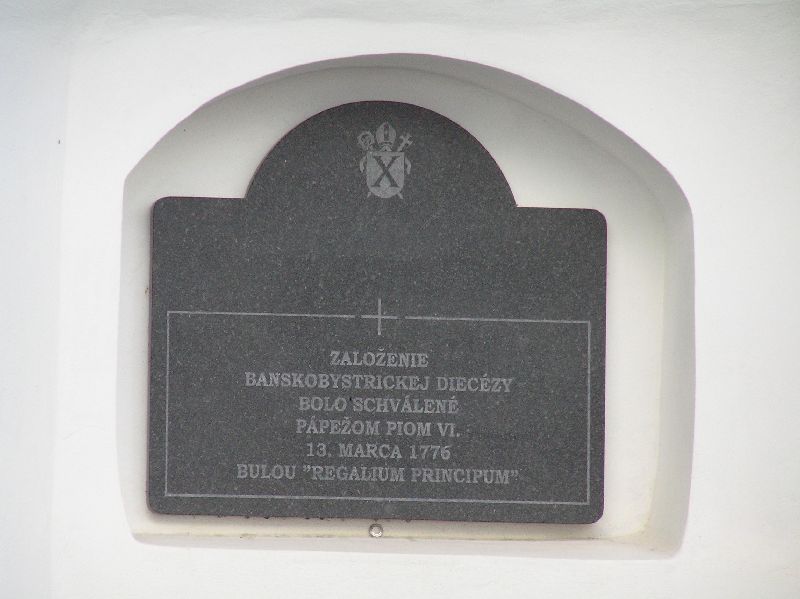 X
ZALOŽENIE
BANSKOBYSTRICKEJ DIECÉZY
BOLO SCHVÁLENÉ
PÁPEŽOM PIOM VI.
13. MARCA 1776
BULOU ”REGALIUM PRINCIPUM”